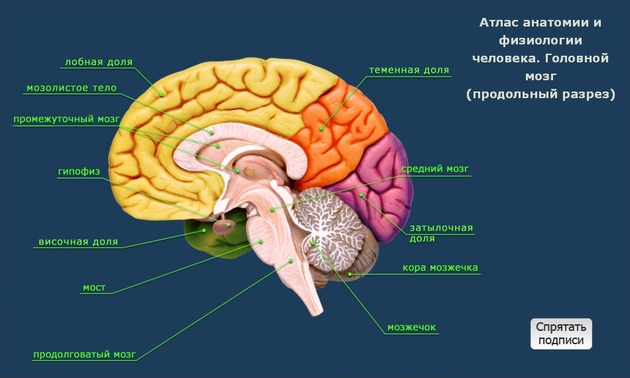 Атлас анатомии и
физиологии
человека. Головной
мозг
(продольный разрез)
лобная доля
теменная доля
мозолистое тело
промежуточный мозг
гипофиз
средний мозг
височная доля
затылочная
доля
кора мозжечка
мост
мозжечок
продолговатый мозг
Спрятать
подписи